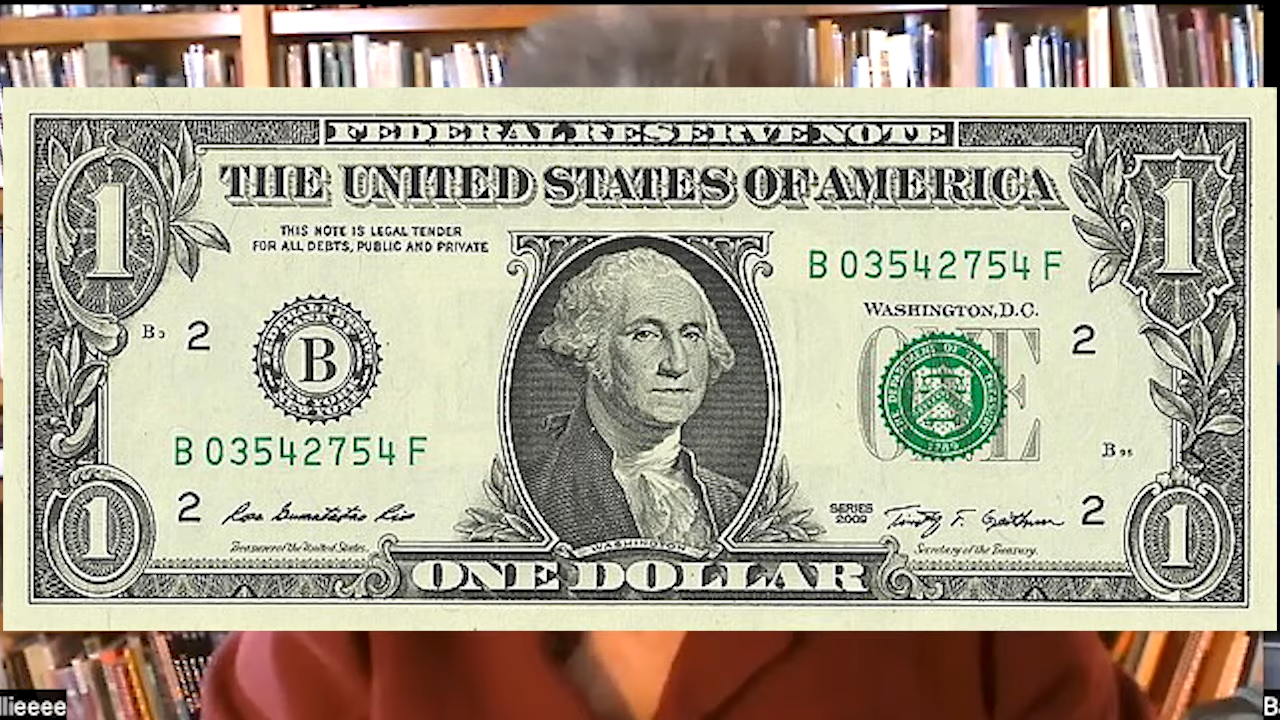 FEDERAL RESERVE NOTE
THE UNITED STATES OF AMERICA
1
1
THIS NOTE IS LEGAL TENDER
FOR ALL DEBTS, PUBLIC AND PRIVATE
B 03542754 F
WASHINGTON, D.C.
2
B
2
B 03542754 F
2
SERIES
2009
2
Treasurer of the United States.
Secretary of the Treasury.
WASHINGTON
1
ONE DOLLAR
1
llieeee